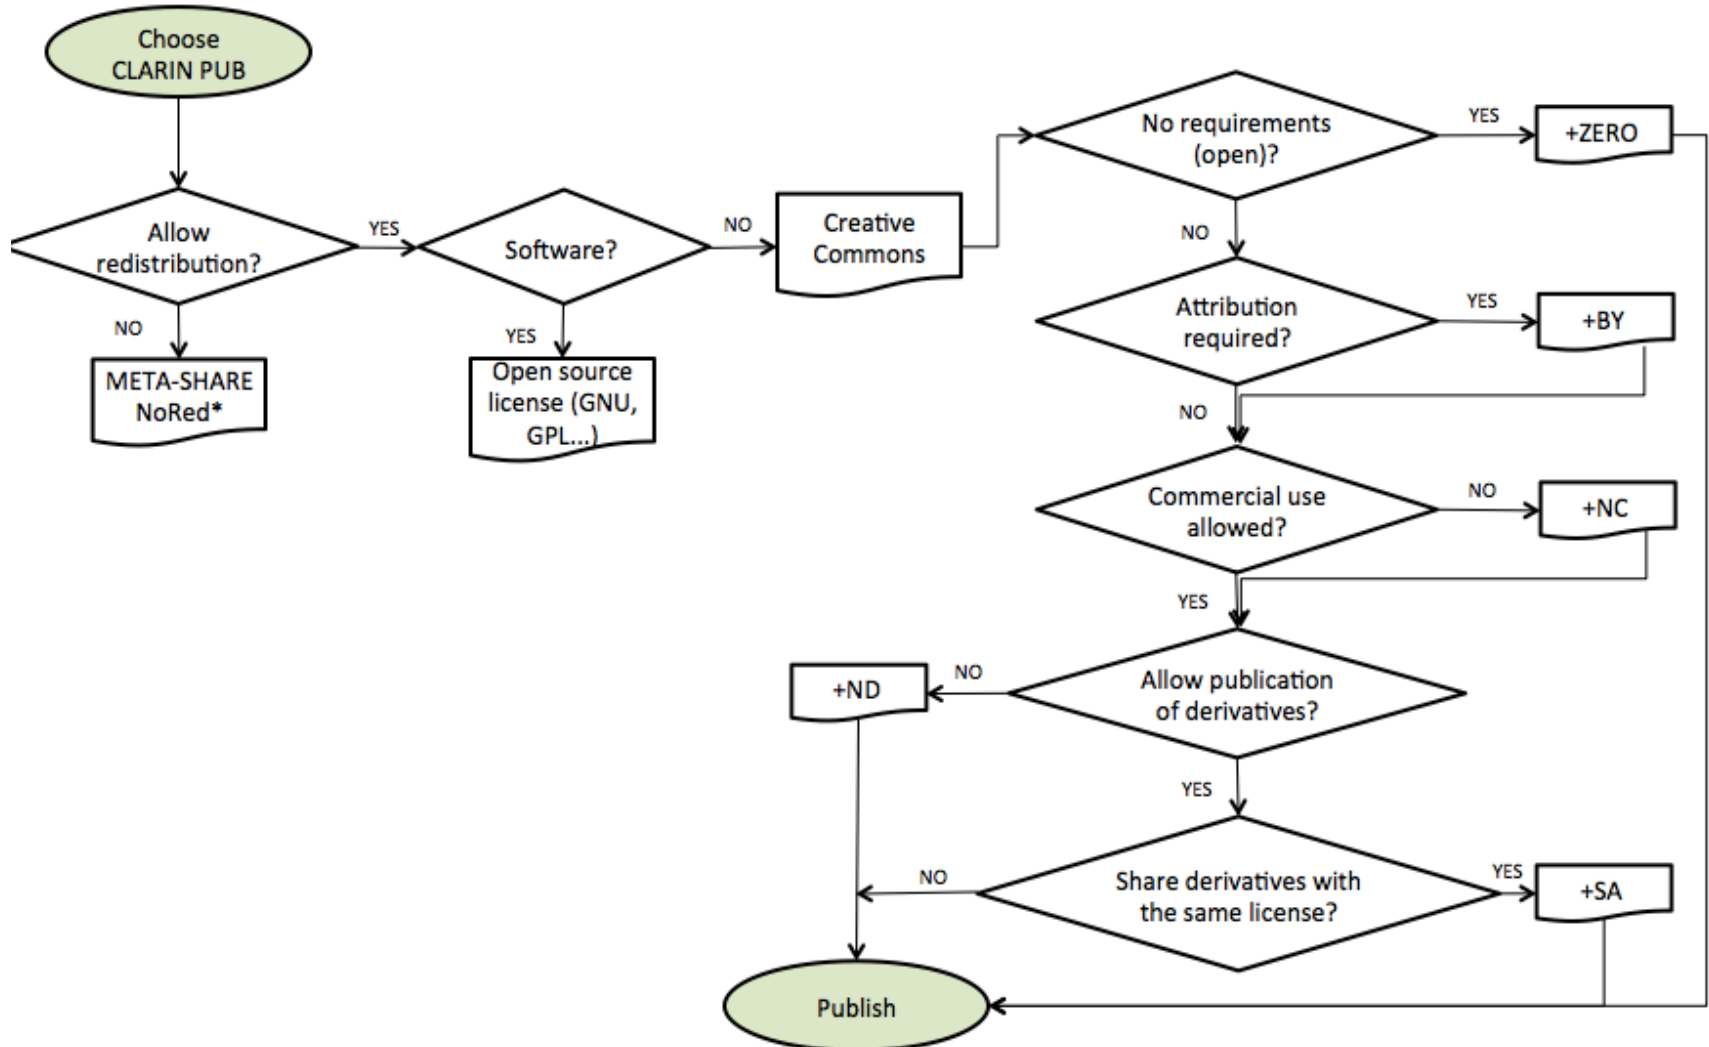 Choose
CLARIN PUB
Allow
redistribution?
YES
NO
META-SHARE
NoRed*
Software?
NO
YES
Open source
license (GNU,
GPL...)
Creative
Commons
No requirements
(open)?
YES
+ZERO
NO
Attribution
required?
YES
+BY
NO
Commercial use
allowed?
NO
+NC
YES
Allow publication
of derivatives?
NO
+ND
YES
Share derivatives with
the same license?
YES
+SA
NO
Publish